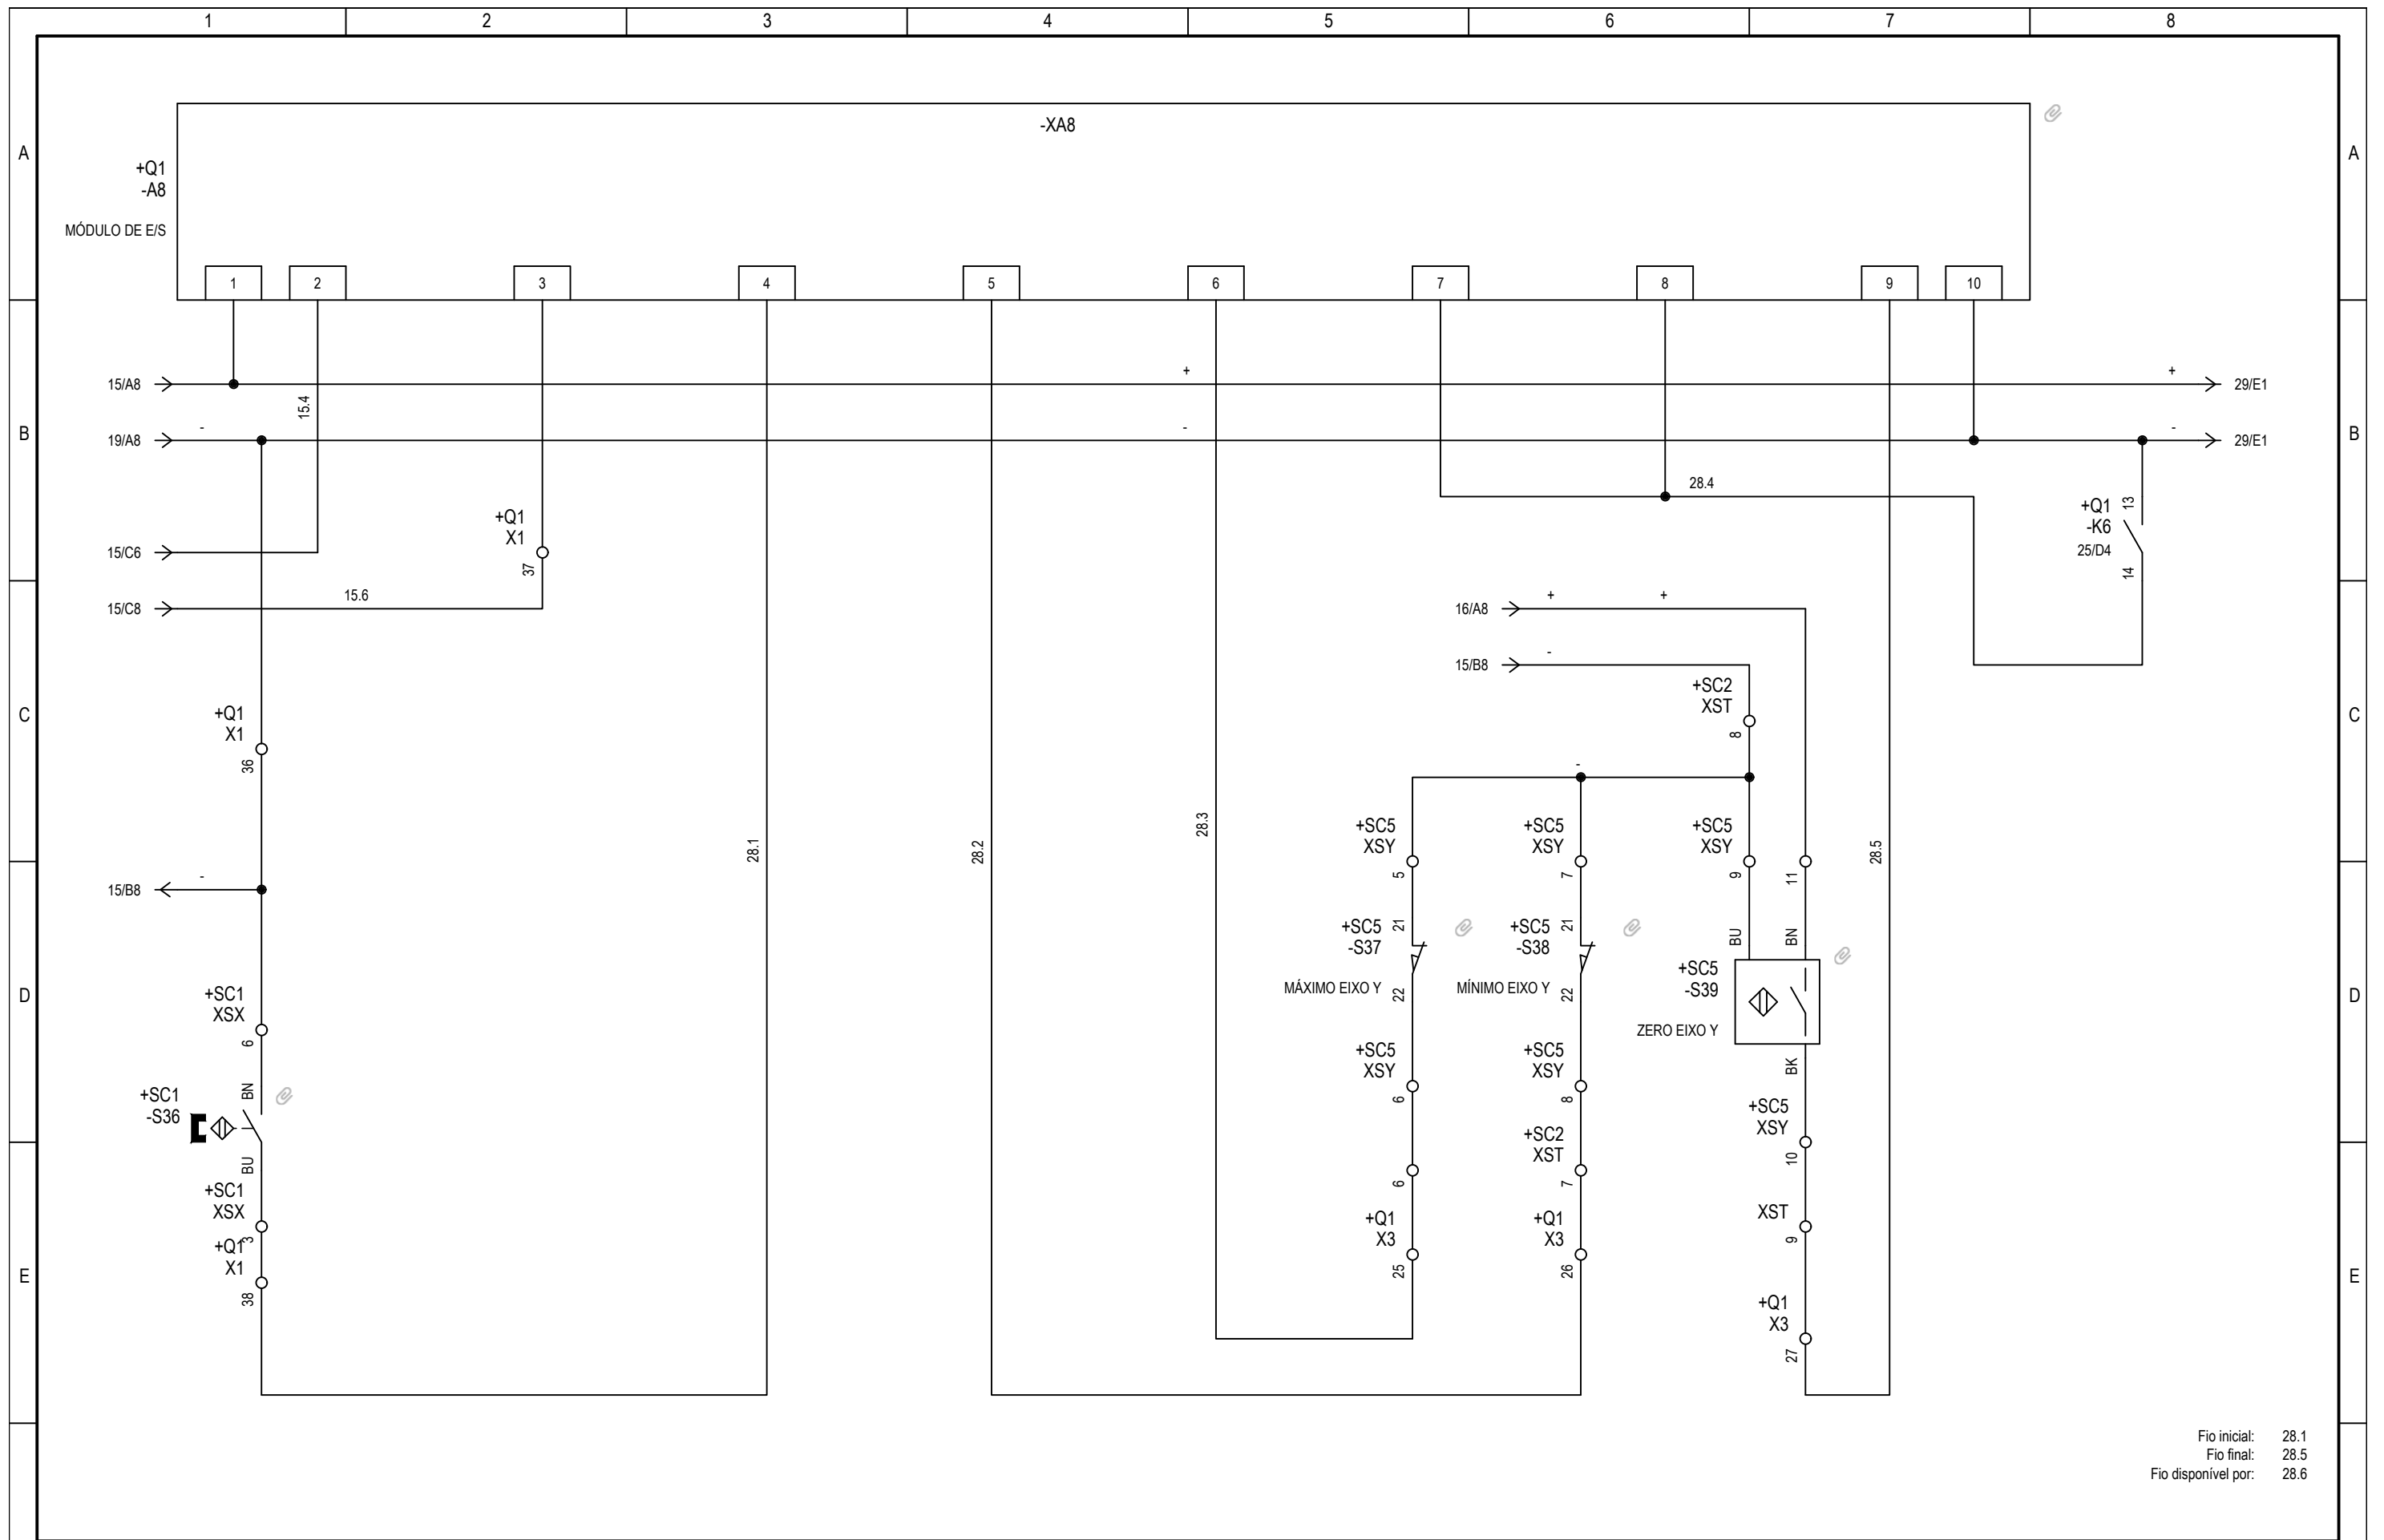 1 2 3 4 5 6 7 8
-XA8
A A
+Q1
-A8
MÓDULO DE E/S
1 2 3 4 5 6 7 8 9 10
+ +
15/A8 29/E1
15.4
- - -
B B
19/A8 29/E1
28.4
+Q1 13
-K6
25/D4
14
+Q1
X1
37
15/C6
15.6
15/C8
+ +
16/A8
-
15/B8
+SC2
XST
8
C C
+Q1
X1
36
-
28.1
28.2
28.3
28.5
+SC5
XSY
5
+SC5
XSY
7
+SC5
XSY
9
11
-
15/B8
+SC5 21
-S37
MÁXIMO EIXO Y 22
+SC5 21
-S38
MÍNIMO EIXO Y 22
BU BN
+SC5
-S39
ZERO EIXO Y
BK
D D
+SC1
XSX
6
+SC1 BN
-S36
BU
+SC1
XSX
3
+Q1
X1
38
+SC5
XSY
6
+SC5
XSY
8
+SC5
XSY
10
+SC2
XST
6
7
XST
9
+Q1
X3
25
+Q1
X3
26
+Q1
X3
27
E E
Fio inicial: 28.1
Fio final: 28.5
Fio disponível por: 28.6